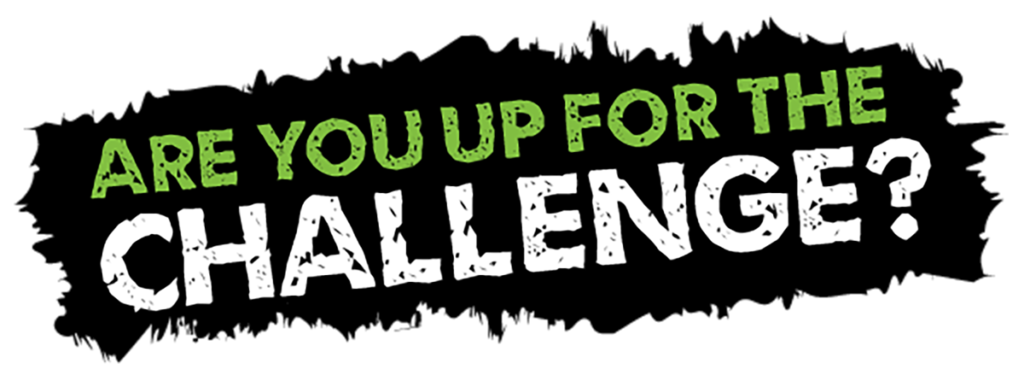 ARE YOU UP FOR THE
CHALLENGE?